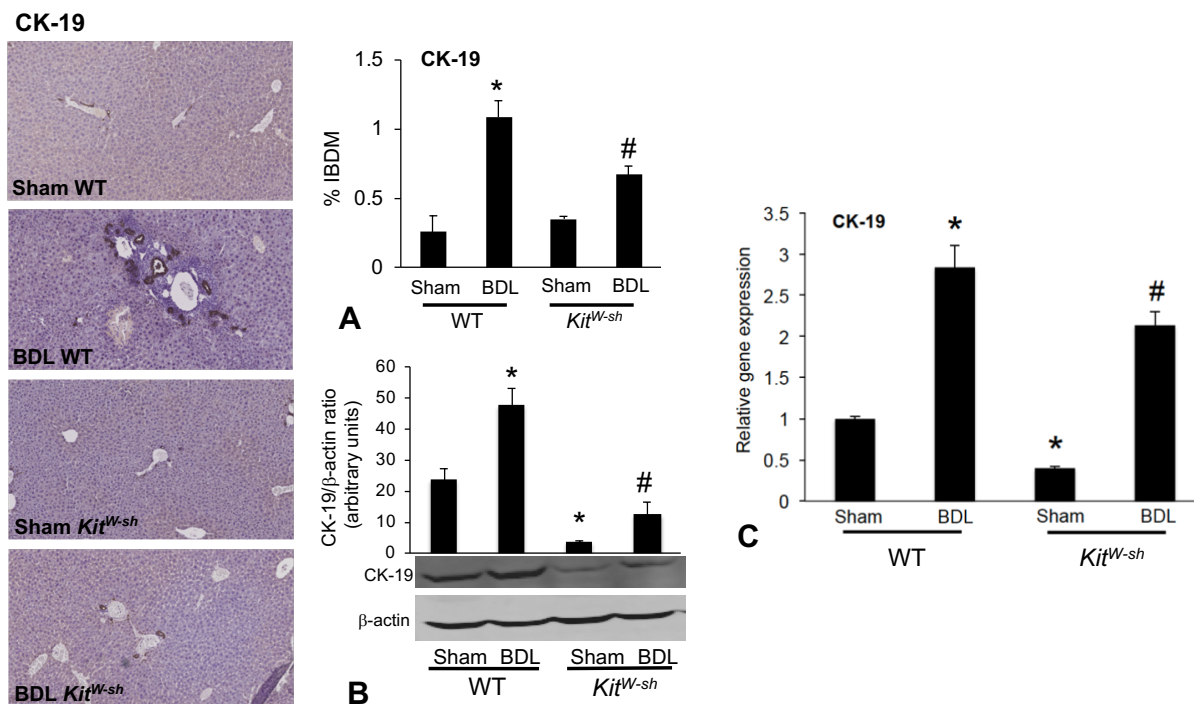 CK-19
Sham WT
BDL WT
Sham Kit^W-sh
BDL Kit^W-sh
CK-19
% IBDM
1.5
1
0.5
0
*
#
Sham BDL Sham BDL
WT Kit^W-sh
A
CK-19/β-actin ratio
(arbitrary units)
60
50
40
30
20
10
0
*
*
#
CK-19
β-actin
Sham BDL Sham BDL
WT Kit^W-sh
B
CK-19
Relative gene expression
3.5
3
2.5
2
1.5
1
0.5
0
*
*
#
Sham BDL Sham BDL
WT Kit^W-sh
C